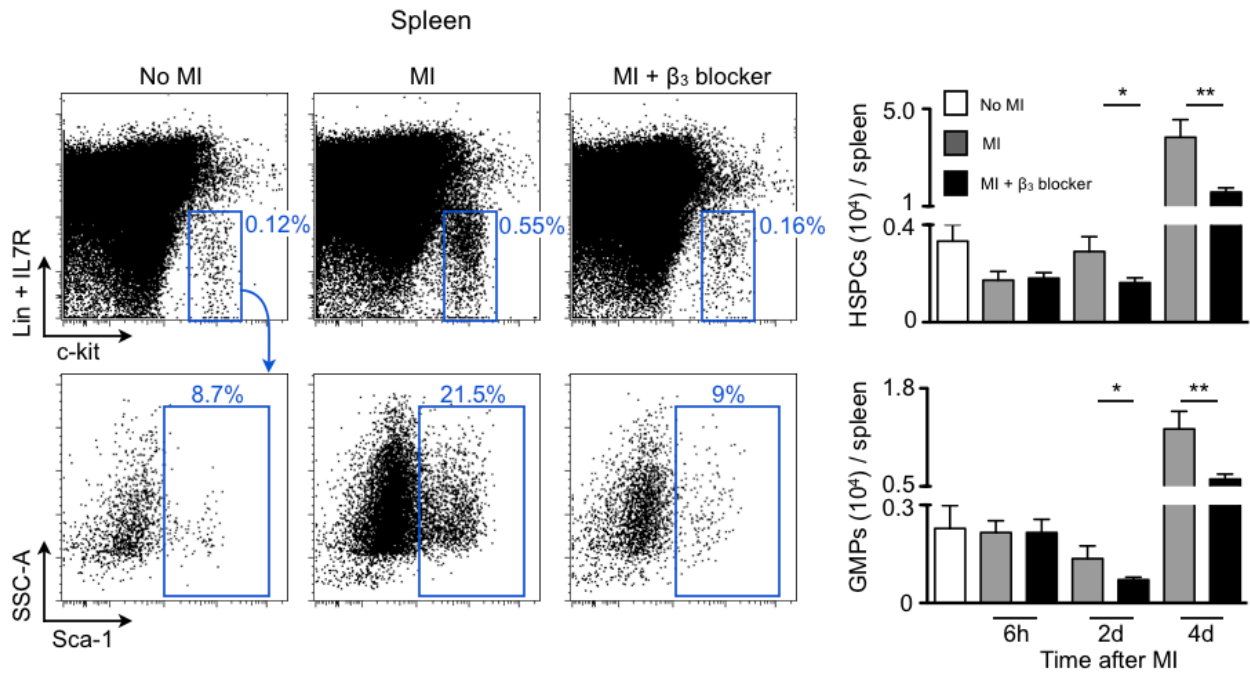 Spleen
No MI
MI
MI + β₃ blocker
0.12%
0.55%
0.16%
Lin + IL7R
c-kit
8.7%
21.5%
9%
SSC-A
Sca-1
No MI
MI
MI + β₃ blocker
*
**
HSPCs (10⁴) / spleen
5.0
1
0.4
0
*
**
GMPs (10⁴) / spleen
1.8
0.5
0.3
0
6h
2d
4d
Time after MI